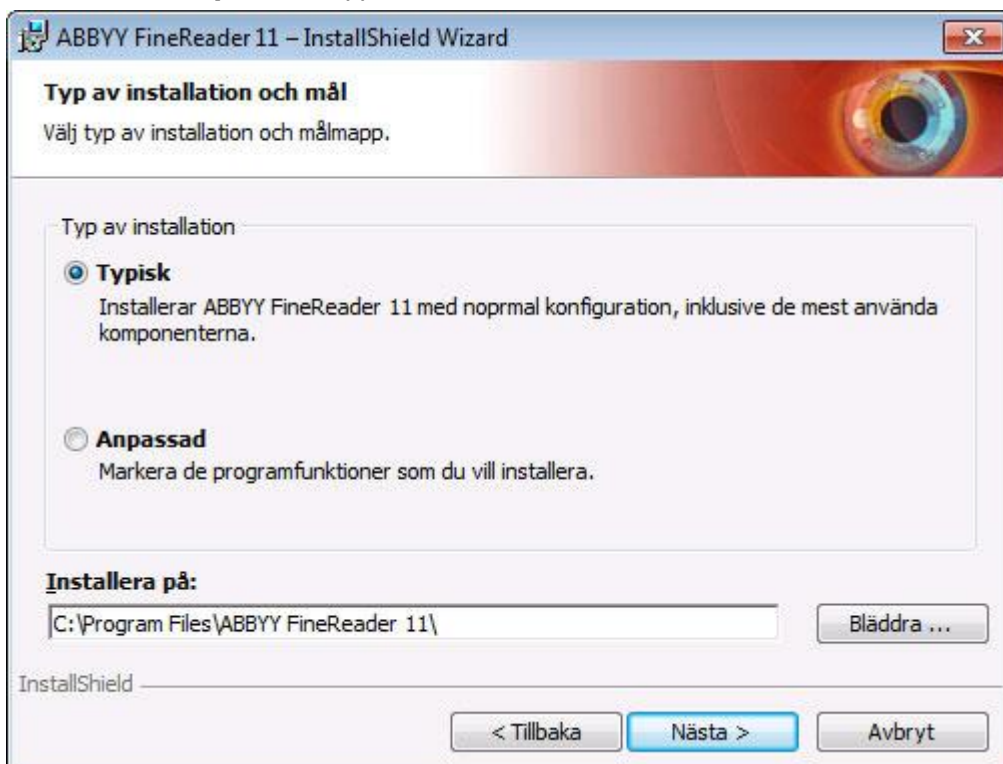 ABBYY FineReader 11 – InstallShield Wizard
Typ av installation och mål
Välj typ av installation och målmapp.
Typ av installation
Typisk
Installerar ABBYY FineReader 11 med noprmal konfiguration, inklusive de mest använda
komponenterna.
Anpassad
Markera de programfunktioner som du vill installera.
Installera på:
C:\Program Files\ABBYY FineReader 11\
Bläddra ...
InstallShield
< Tillbaka
Nästa >
Avbryt